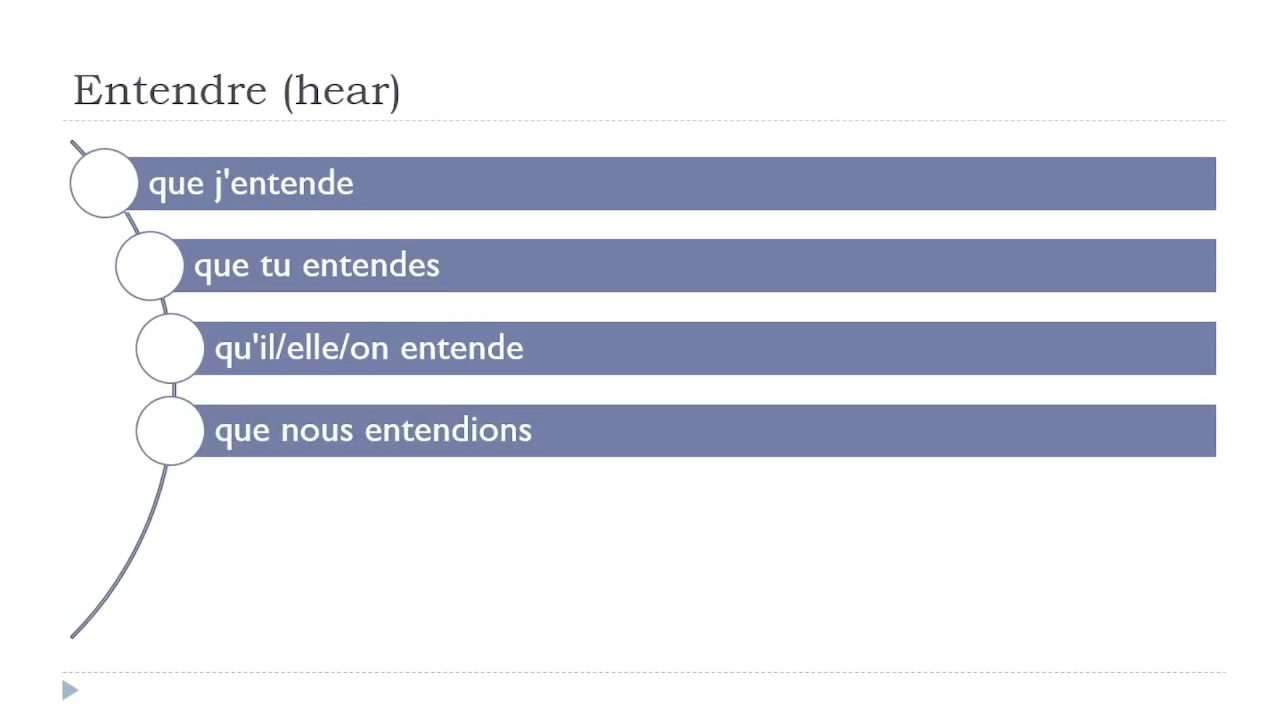 Entendre (hear)
que j'entende
que tu entendes
qu'il/elle/on entende
que nous entendions